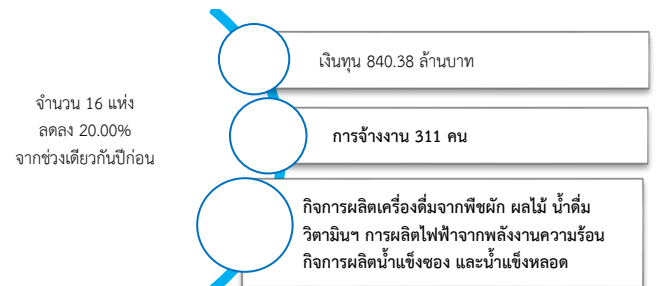 จำนวน 16 แห่ง
ลดลง 20.00%
จากช่วงเดียวกันปีก่อน
เงินทุน 840.38 ล้านบาท
การจ้างงาน 311 คน
กิจการผลิตเครื่องดื่มจากพืชผัก ผลไม้ น้ำดื่ม
วิตามินฯ การผลิตไฟฟ้าจากพลังงานความร้อน
กิจการผลิตน้ำแข็งซอง และน้ำแข็งหลอด